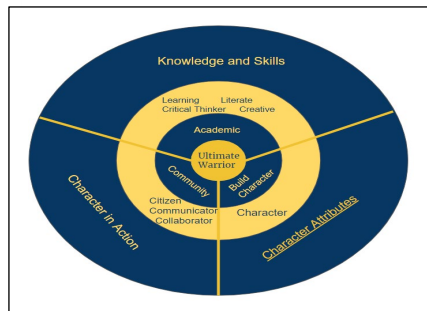 Knowledge and Skills
Learning Literate
Critical Thinker Creative
Academic
Ultimate
Warrior
Community
Build
Character
Citizen
Communicator
Collaborator
Character
Character in Action
Character Attributes